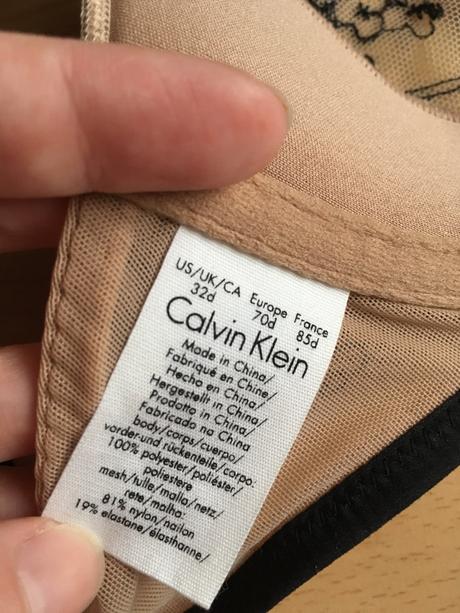 US/UK/CA Europe France
32d 70d 85d
Calvin Klein
Made in China/
Fabriqué en Chine/
Hecho en China/
Hergestellt in China/
Prodotto in China/
Fabricado na China
body/corps/cuerpo/
vorder-und rückenteile/corpo:
100% polyester/poliéster/
poliestere
mesh/tulle/malla/netz/
rete/malha:
81% nylon/nailon
19% elastane/élasthanne/